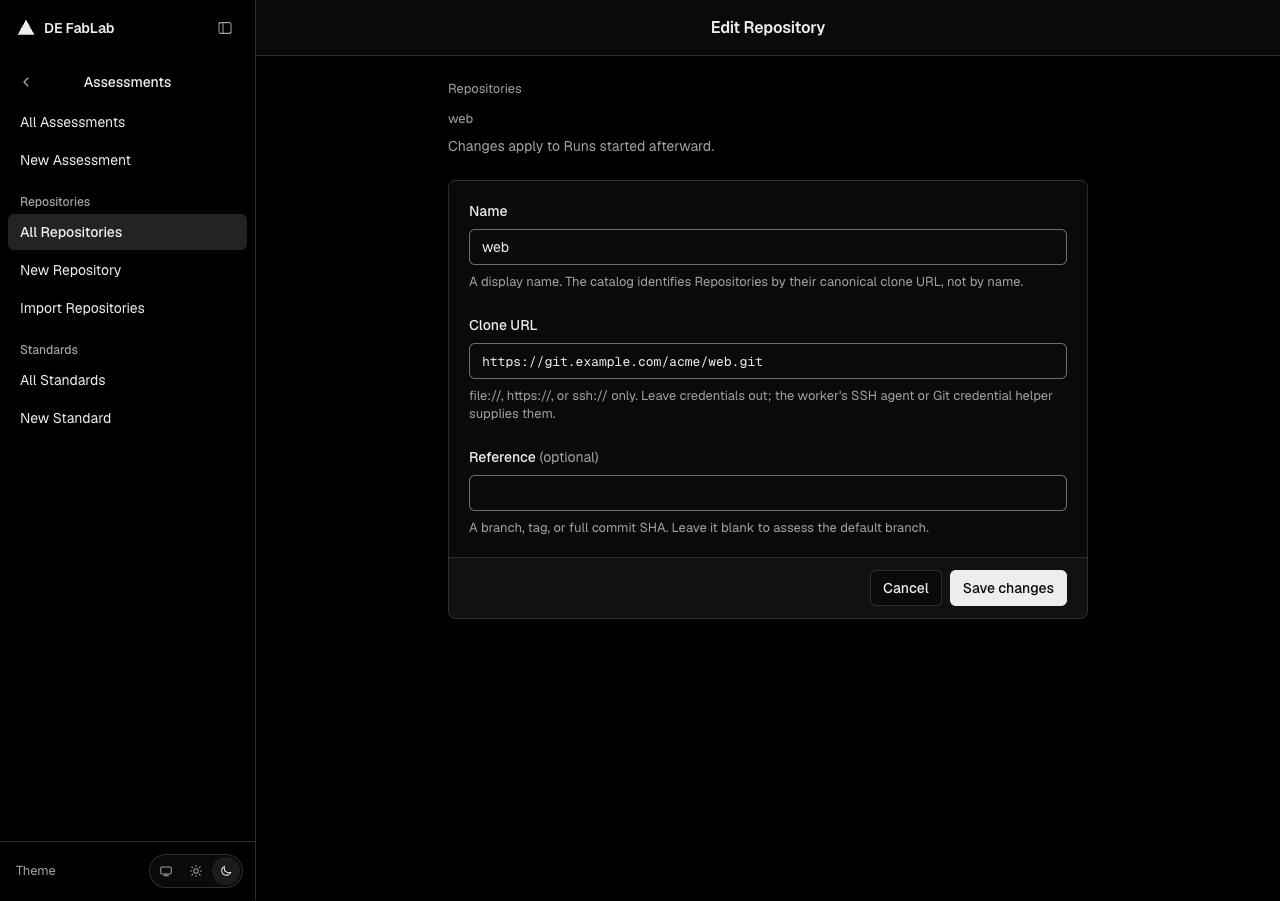 DE FabLab
Edit Repository
Assessments
All Assessments
New Assessment
Repositories
All Repositories
New Repository
Import Repositories
Standards
All Standards
New Standard
Theme
Repositories
web
Changes apply to Runs started afterward.
Name
web
A display name. The catalog identifies Repositories by their canonical clone URL, not by name.
Clone URL
https://git.example.com/acme/web.git
file://, https://, or ssh:// only. Leave credentials out; the worker's SSH agent or Git credential helper
supplies them.
Reference (optional)
A branch, tag, or full commit SHA. Leave it blank to assess the default branch.
Cancel
Save changes